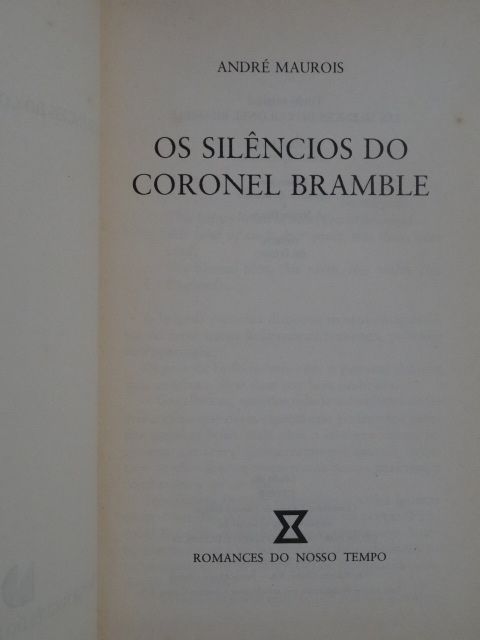 ANDRÉ MAUROIS
OS SILÊNCIOS DO
CORONEL BRAMBLE
ROMANCES DO NOSSO TEMPO